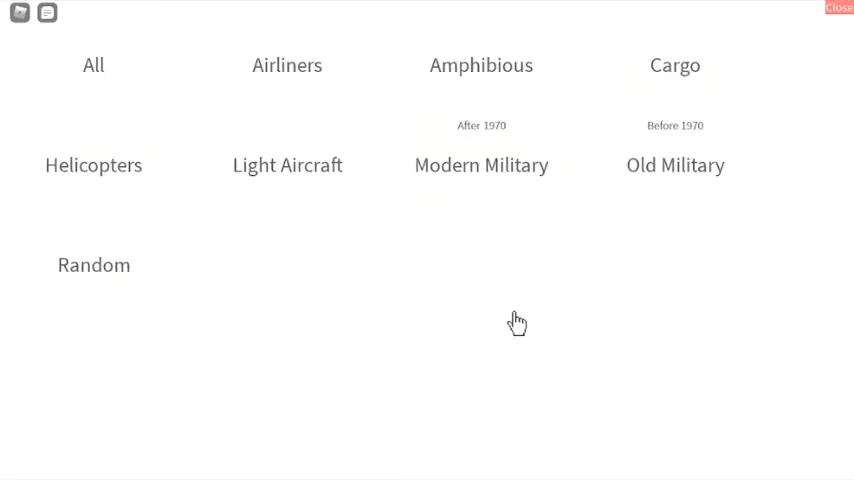 Close
All
Airliners
Amphibious
Cargo
After 1970
Before 1970
Helicopters
Light Aircraft
Modern Military
Old Military
Random